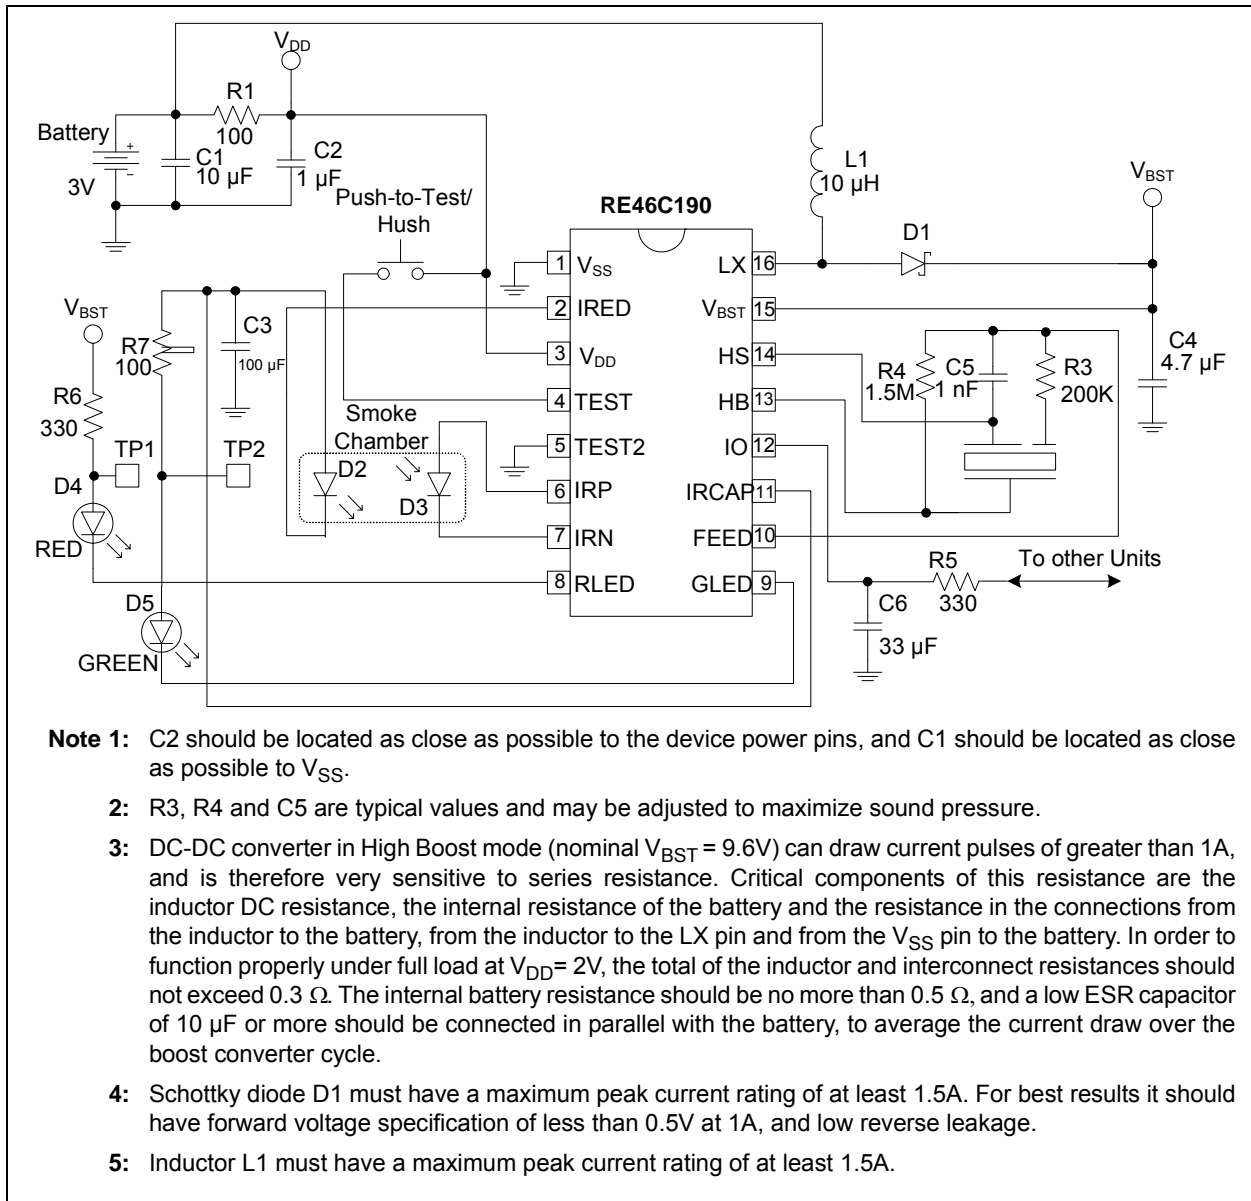 V_DD
R1
100
Battery
+
-
3V
C1
10 µF
C2
1 µF
L1
10 µH
V_BST
Push-to-Test/
Hush
RE46C190
D1
1 V_SS
LX 16
V_BST
2 IRED
V_BST 15
R7
100
C3
100 µF
3 V_DD
HS 14
R4
1.5M
C5
1 nF
R3
200K
C4
4.7 µF
R6
330
4 TEST
HB 13
TP1
TP2
Smoke
Chamber
5 TEST2
IO 12
D4
D2
D3
6 IRP
IRCAP 11
RED
7 IRN
FEED 10
R5
330
To other Units
8 RLED
GLED 9
D5
GREEN
C6
33 µF
Note 1: C2 should be located as close as possible to the device power pins, and C1 should be located as close
as possible to V_SS.
2: R3, R4 and C5 are typical values and may be adjusted to maximize sound pressure.
3: DC-DC converter in High Boost mode (nominal V_BST = 9.6V) can draw current pulses of greater than 1A,
and is therefore very sensitive to series resistance. Critical components of this resistance are the
inductor DC resistance, the internal resistance of the battery and the resistance in the connections from
the inductor to the battery, from the inductor to the LX pin and from the V_SS pin to the battery. In order to
function properly under full load at V_DD= 2V, the total of the inductor and interconnect resistances should
not exceed 0.3 Ω. The internal battery resistance should be no more than 0.5 Ω, and a low ESR capacitor
of 10 µF or more should be connected in parallel with the battery, to average the current draw over the
boost converter cycle.
4: Schottky diode D1 must have a maximum peak current rating of at least 1.5A. For best results it should
have forward voltage specification of less than 0.5V at 1A, and low reverse leakage.
5: Inductor L1 must have a maximum peak current rating of at least 1.5A.